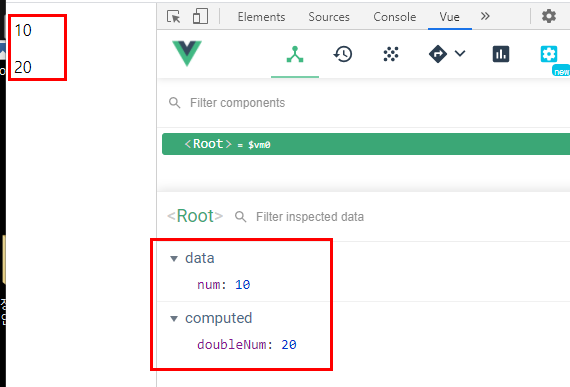 10
20
Elements Sources Console Vue »
new
Filter components
<Root> = $vm0
<Root> Filter inspected data
data
num: 10
computed
doubleNum: 20